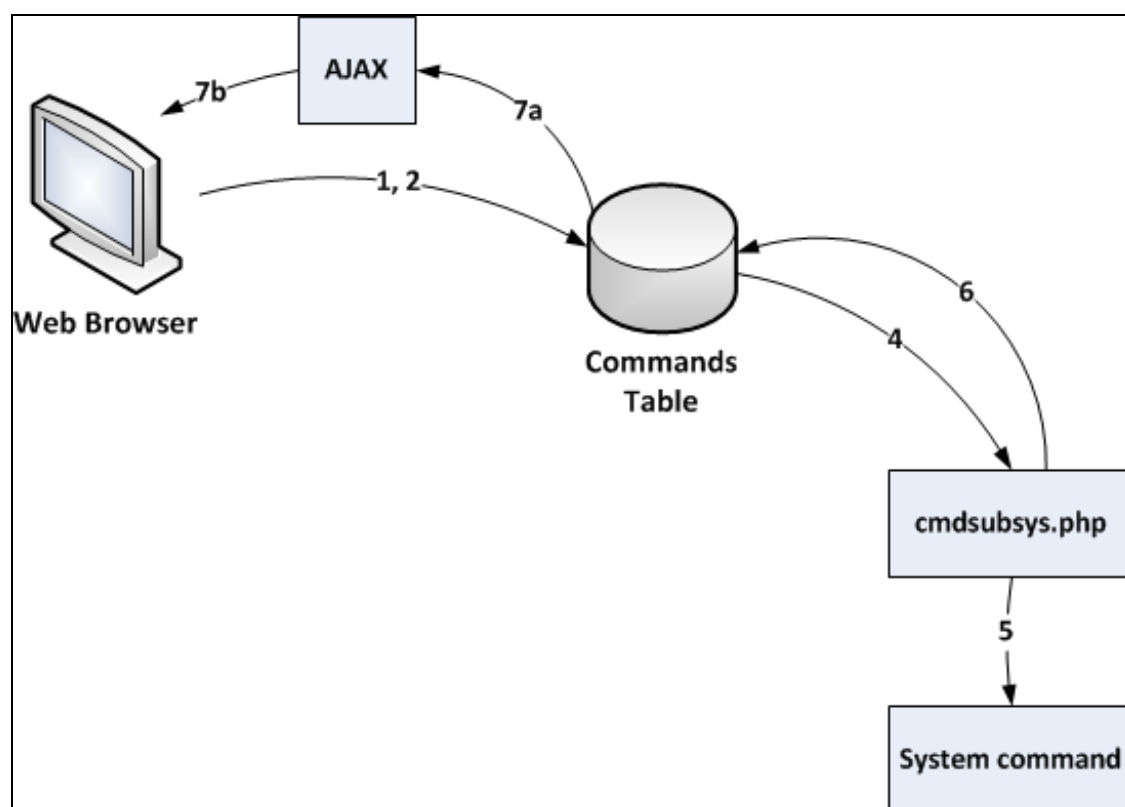 AJAX
7b
7a
1, 2
Web Browser
6
4
Commands
Table
cmdsubsys.php
5
System command